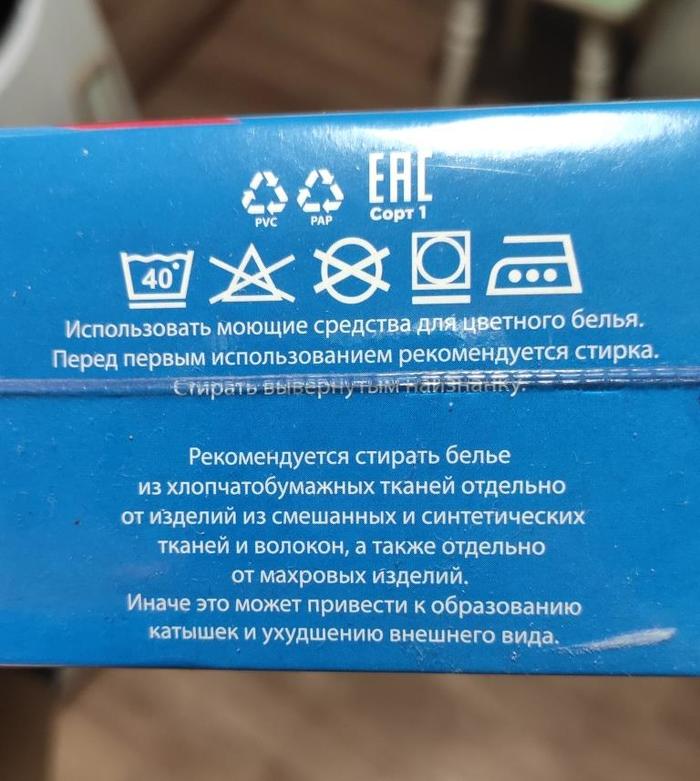 EAC
PVC PAP Сорт 1
40°
Использовать моющие средства для цветного белья.
Перед первым использованием рекомендуется стирка.
Стирать вывернутым наизнанку.
Рекомендуется стирать белье
из хлопчатобумажных тканей отдельно
от изделий из смешанных и синтетических
тканей и волокон, а также отдельно
от махровых изделий.
Иначе это может привести к образованию
катышек и ухудшению внешнего вида.